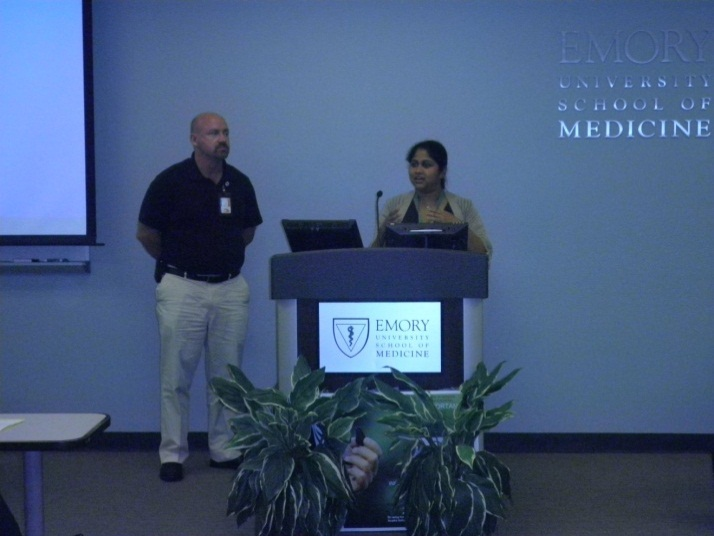 EMORY
UNIVERSITY
SCHOOL OF
MEDICINE
EMORY
UNIVERSITY
SCHOOL OF
MEDICINE